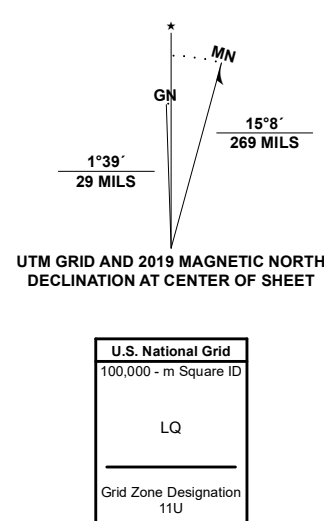 ★
MN
GN
15°8´
269 MILS
1°39´
29 MILS
UTM GRID AND 2019 MAGNETIC NORTH
DECLINATION AT CENTER OF SHEET
U.S. National Grid
100,000 - m Square ID
LQ
Grid Zone Designation
11U